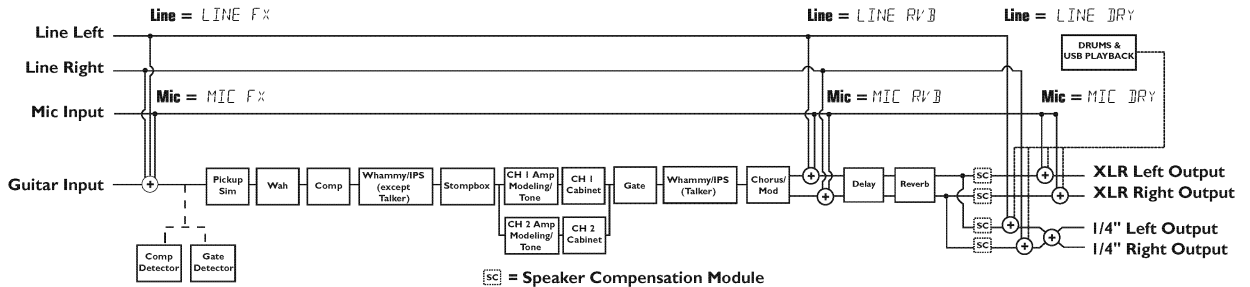 Line = LINE FX
Line = LINE RVB
Line = LINE DRY
Line Left
DRUMS &
USB PLAYBACK
Line Right
Mic = MIC FX
Mic = MIC RVB
Mic = MIC DRY
Mic Input
Guitar Input
Pickup
Sim
Wah
Comp
Whammy/IPS
(except
Talker)
Stompbox
CH 1 Amp
Modeling/
Tone
CH 1
Cabinet
CH 2 Amp
Modeling/
Tone
CH 2
Cabinet
Gate
Whammy/IPS
(Talker)
Chorus/
Mod
Delay
Reverb
SC
SC
SC
SC
XLR Left Output
XLR Right Output
1/4" Left Output
1/4" Right Output
Comp
Detector
Gate
Detector
SC = Speaker Compensation Module